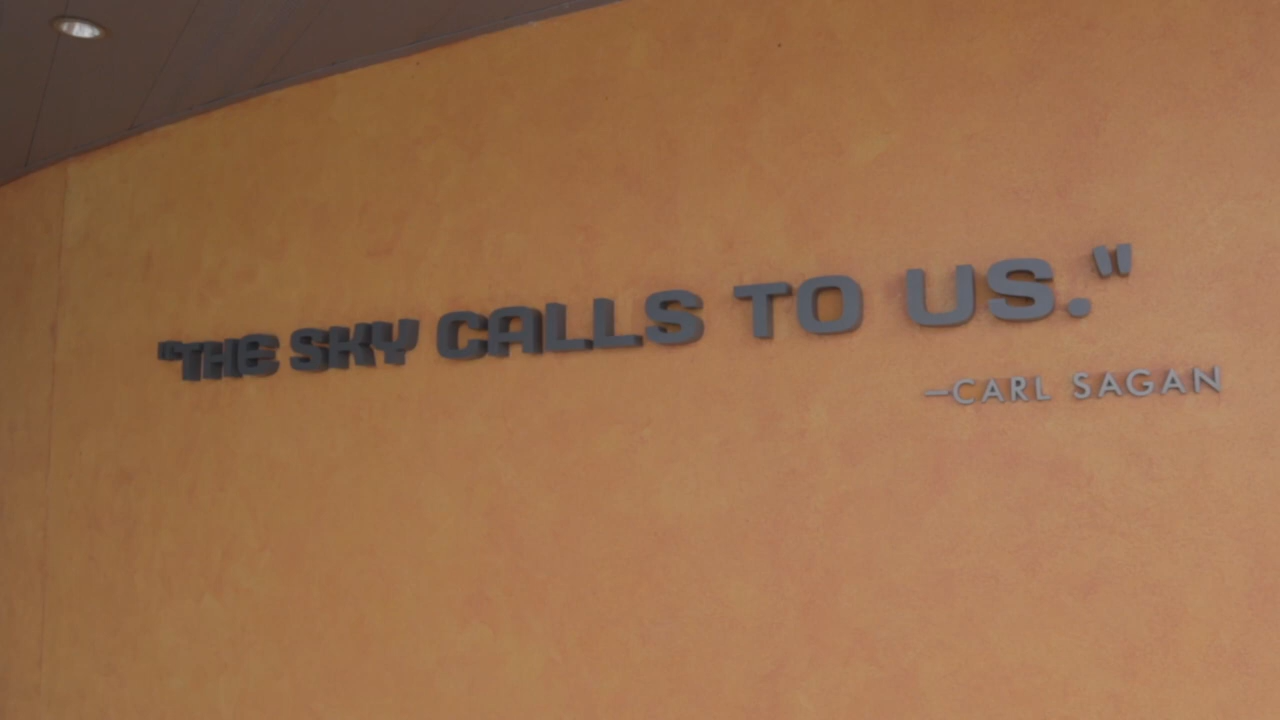 "THE SKY CALLS TO US."
—CARL SAGAN